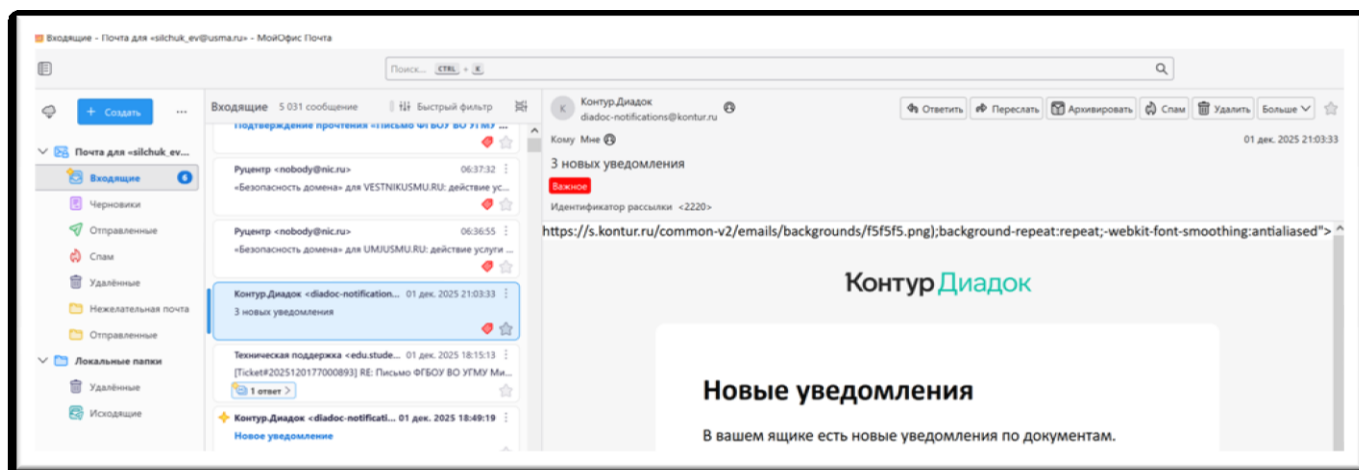 Входящие - Почта для «silchuk_ev@usma.ru» - МойОфис Почта
Поиск... CTRL + K
+ Создать ...
Почта для «silchuk_ev...
Входящие 6
Черновики
Отправленные
Спам
Удалённые
Нежелательная почта
Отправленные
Локальные папки
Удалённые
Исходящие
Входящие 5 031 сообщение Быстрый фильтр
Подтверждение прочтения «Письмо ФГБОУ ВО УГМУ ...
Руцентр <nobody@nic.ru> 06:37:32
«Безопасность домена» для VESTNIKUSMU.RU: действие ус...
Руцентр <nobody@nic.ru> 06:36:55
«Безопасность домена» для UMJUSMU.RU: действие услуги ...
Контур.Диадок <diadoc-notification... 01 дек. 2025 21:03:33
3 новых уведомления
Техническая поддержка <edu.stude... 01 дек. 2025 18:15:13
[Ticket#2025120177000893] RE: Письмо ФГБОУ ВО УГМУ Ми...
1 ответ >
Контур.Диадок <diadoc-notificati... 01 дек. 2025 18:49:19
Новое уведомление
К
Контур.Диадок
diadoc-notifications@kontur.ru
Ответить Переслать Архивировать Спам Удалить Больше
Кому Мне 01 дек. 2025 21:03:33
3 новых уведомления
Важное
Идентификатор рассылки <2220>
https://s.kontur.ru/common-v2/emails/backgrounds/f5f5f5.png);background-repeat:repeat;-webkit-font-smoothing:antialiased">
Контур Диадок
Новые уведомления
В вашем ящике есть новые уведомления по документам.